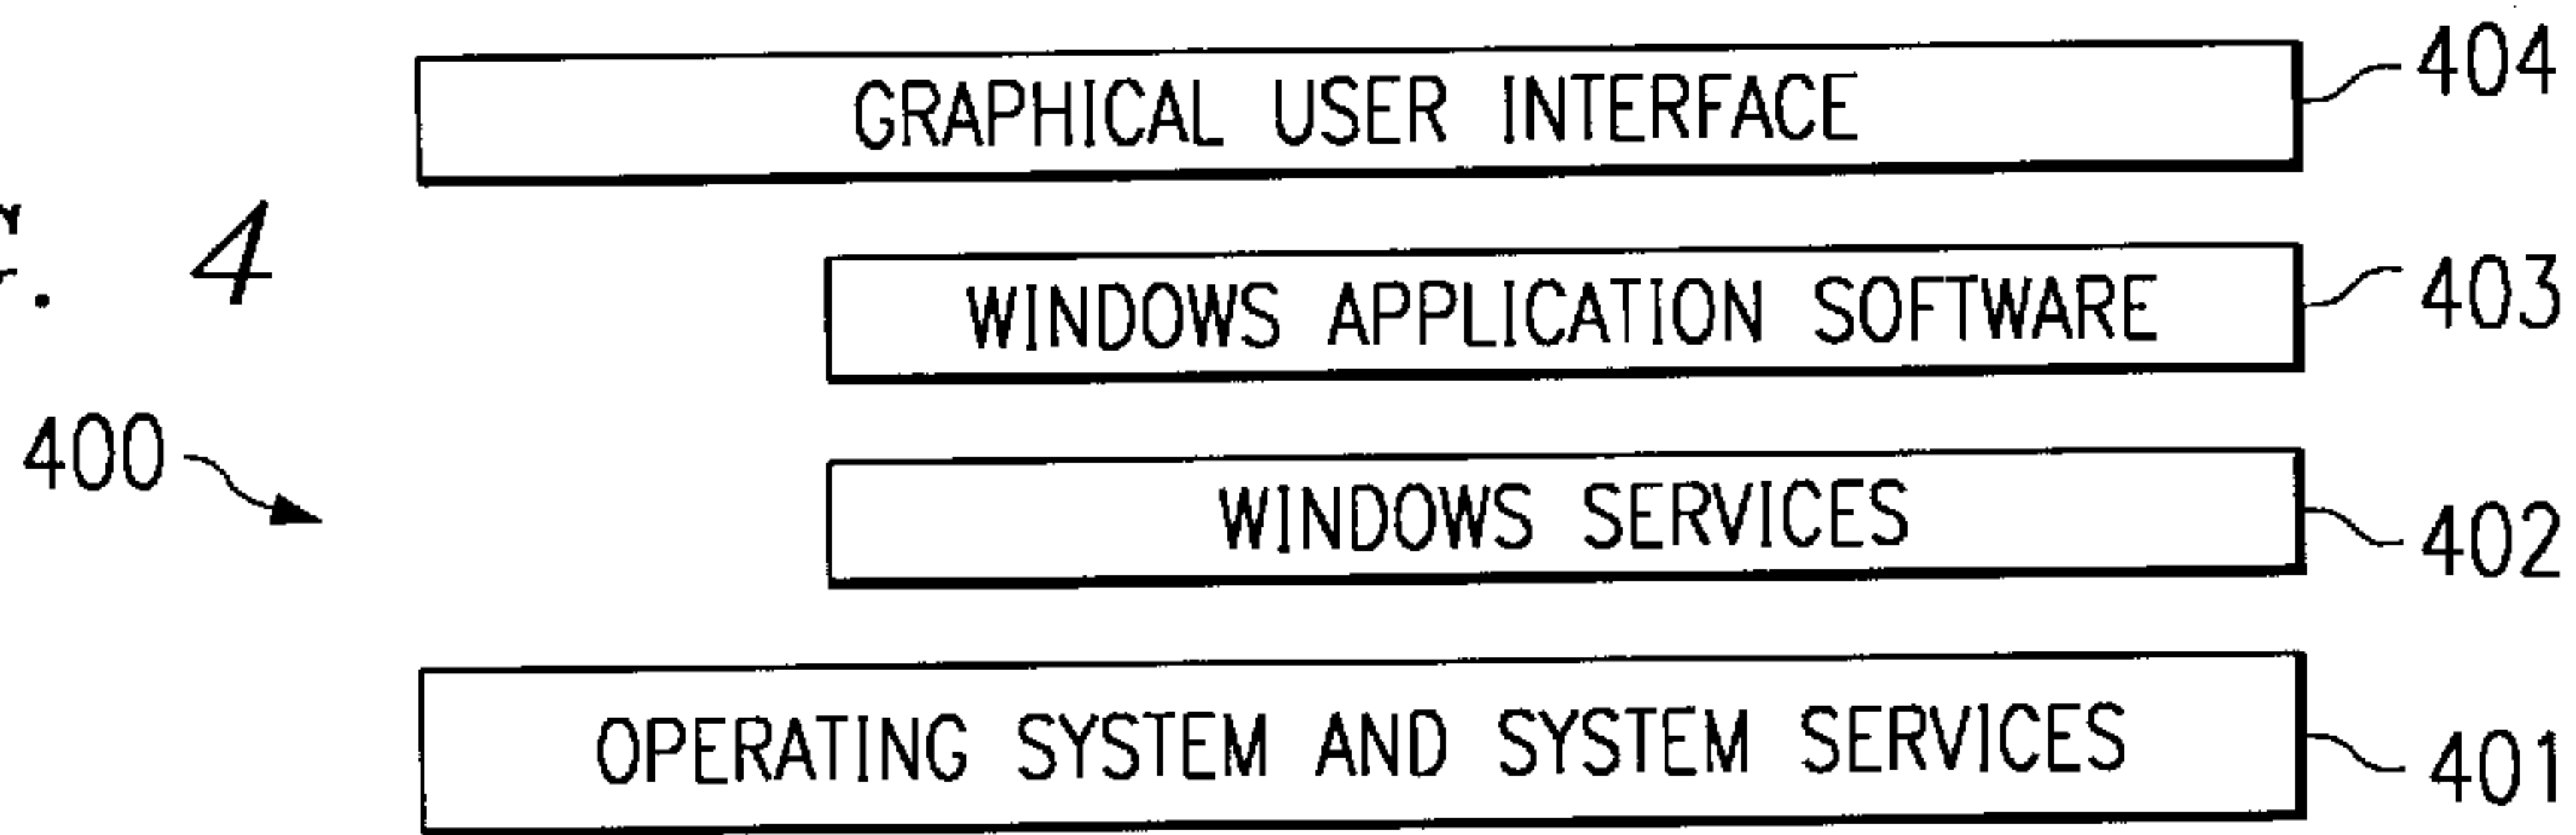 GRAPHICAL USER INTERFACE
404
4
WINDOWS APPLICATION SOFTWARE
403
400
WINDOWS SERVICES
402
OPERATING SYSTEM AND SYSTEM SERVICES
401